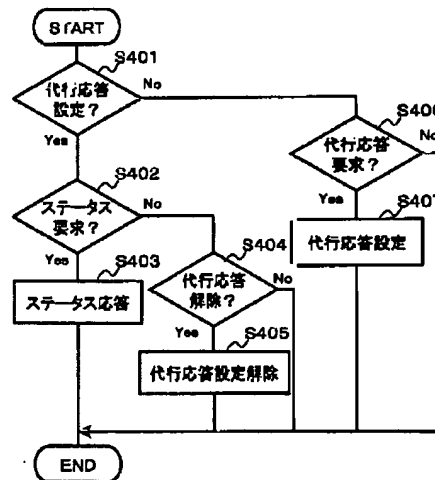 START
S401
代行応答
設定？
No
Yes
S402
ステータス
要求？
No
Yes
S403
ステータス応答
S404
代行応答
解除？
No
Yes
S405
代行応答設定解除
S406
代行応答
要求？
No
Yes
S407
代行応答設定
END